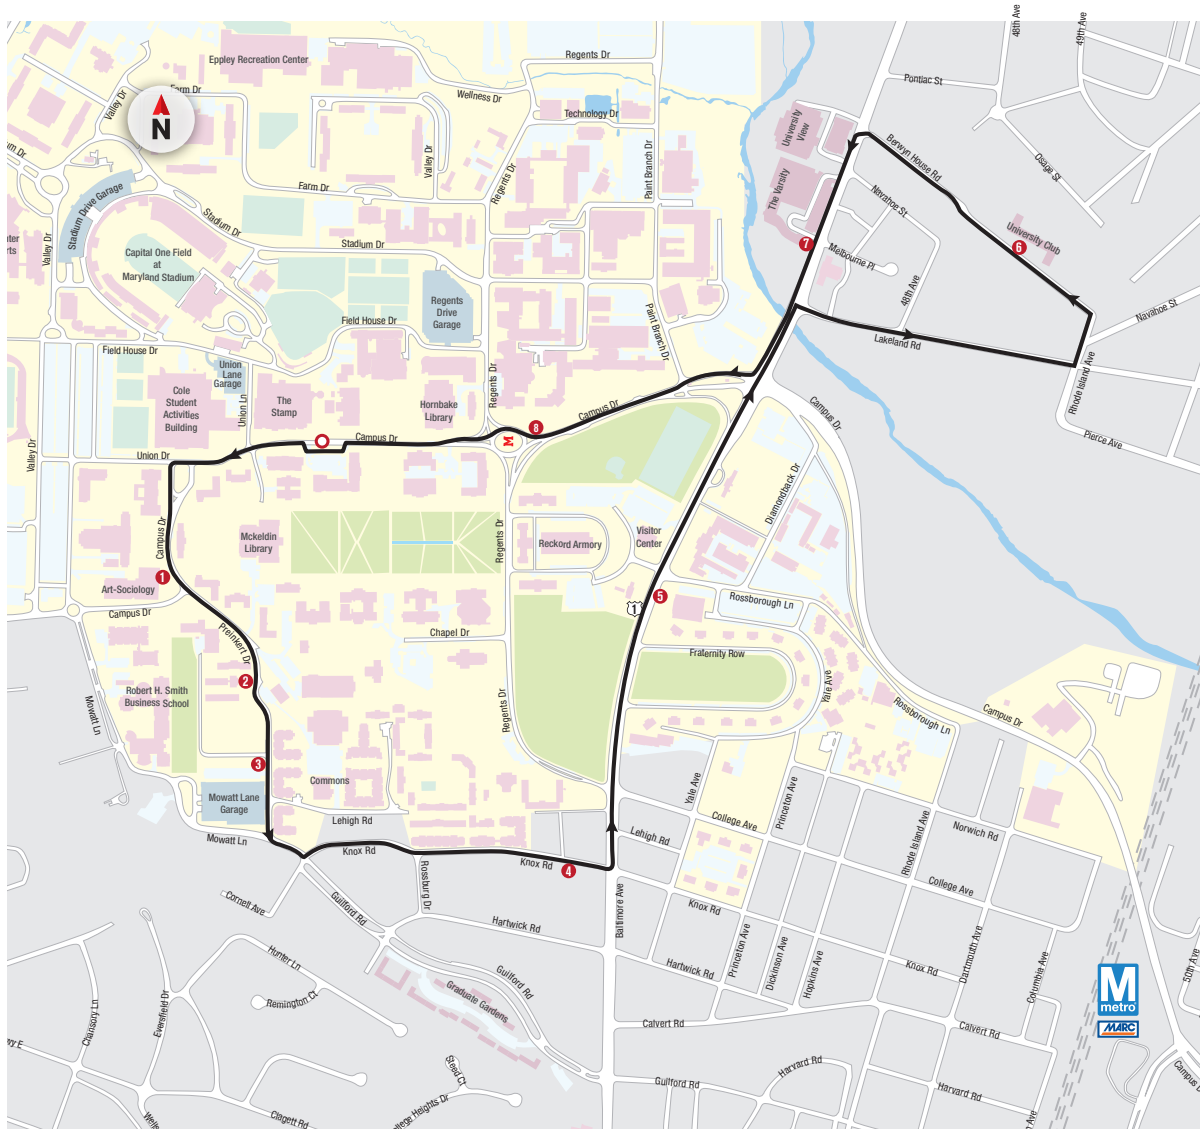 48th Ave
49th Ave
Regents Dr
Eppley Recreation Center
Pontiac St
Farm Dr
Valley Dr
Wellness Dr
Technology Dr
University
View
N
Berwyn House Rd
Valley Dr
Osage St
Paint Branch Dr
Regents Dr
Farm Dr
Stadium Drive Garage
The Varsity
Navahoe St
Stadium Dr
University Club
Valley Dr
Stadium Dr
7
6
Capital One Field
at
Maryland Stadium
Melbourne Pl
48th Ave
Regents
Drive
Garage
Navahoe St
Field House Dr
Paint Branch Dr
Lakeland Rd
Field House Dr
Union
Lane
Garage
Regents Dr
Rhode Island Ave
Cole
Student
Activities
Building
Union Ln
The
Stamp
Hornbake
Library
Campus Dr
Campus Dr
8
M
Campus Dr
Pierce Ave
Union Dr
Valley Dr
Diamondback Dr
Campus Dr
Mckeldin
Library
Regents Dr
Reckord Armory
Visitor
Center
1
Art-Sociology
5
1
Rossborough Ln
Campus Dr
Preinkert Dr
Chapel Dr
Fraternity Row
2
Robert H. Smith
Business School
Yale Ave
Mowatt Ln
Regents Dr
Rossborough Ln
Campus Dr
3
Commons
Yale Ave
Princeton Ave
Mowatt Lane
Garage
Lehigh Rd
College Ave
Lehigh Rd
Norwich Rd
Rhode Island Ave
Mowatt Ln
Knox Rd
Knox Rd
4
Rossburg Dr
Cornell Ave
Guilford Rd
Baltimore Ave
Knox Rd
College Ave
Hartwick Rd
Princeton Ave
Dickinson Ave
Hopkins Ave
Dartmouth Ave
Columbia Ave
Hunter Ln
Hartwick Rd
Knox Rd
50th Ave
Guilford Rd
Graduate Gardens
Remington Ct
Eversfield Dr
Chansory Ln
M
metro
MARC
Calvert Rd
Calvert Rd
Steed Ct
Harvard Rd
Guilford Rd
Harvard Rd
Clagett Rd
College Heights Dr